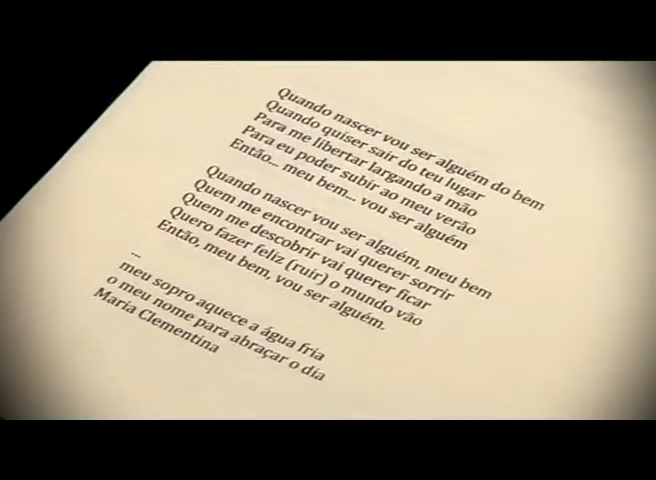 Quando nascer vou ser alguém do bem
Quando quiser sair do teu lugar
Para me libertar largando a mão
Para eu poder subir ao meu verão
Então... meu bem... vou ser alguém
Quando nascer vou ser alguém, meu bem
Quem me encontrar vai querer sorrir
Quem me descobrir vai querer ficar
Quero fazer feliz (ruir) o mundo vão
Então, meu bem, vou ser alguém.
...
meu sopro aquece a água fria
o meu nome para abraçar o dia
Maria Clementina